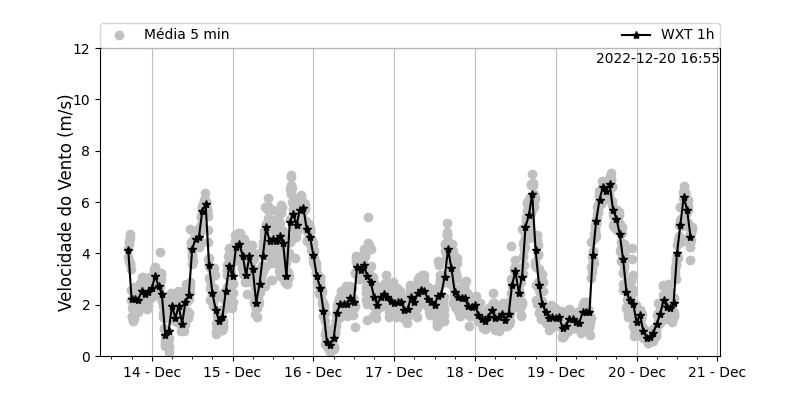 Média 5 min
WXT 1h
2022-12-20 16:55
Velocidade do Vento (m/s)
12
10
8
6
4
2
0
14 - Dec
15 - Dec
16 - Dec
17 - Dec
18 - Dec
19 - Dec
20 - Dec
21 - Dec